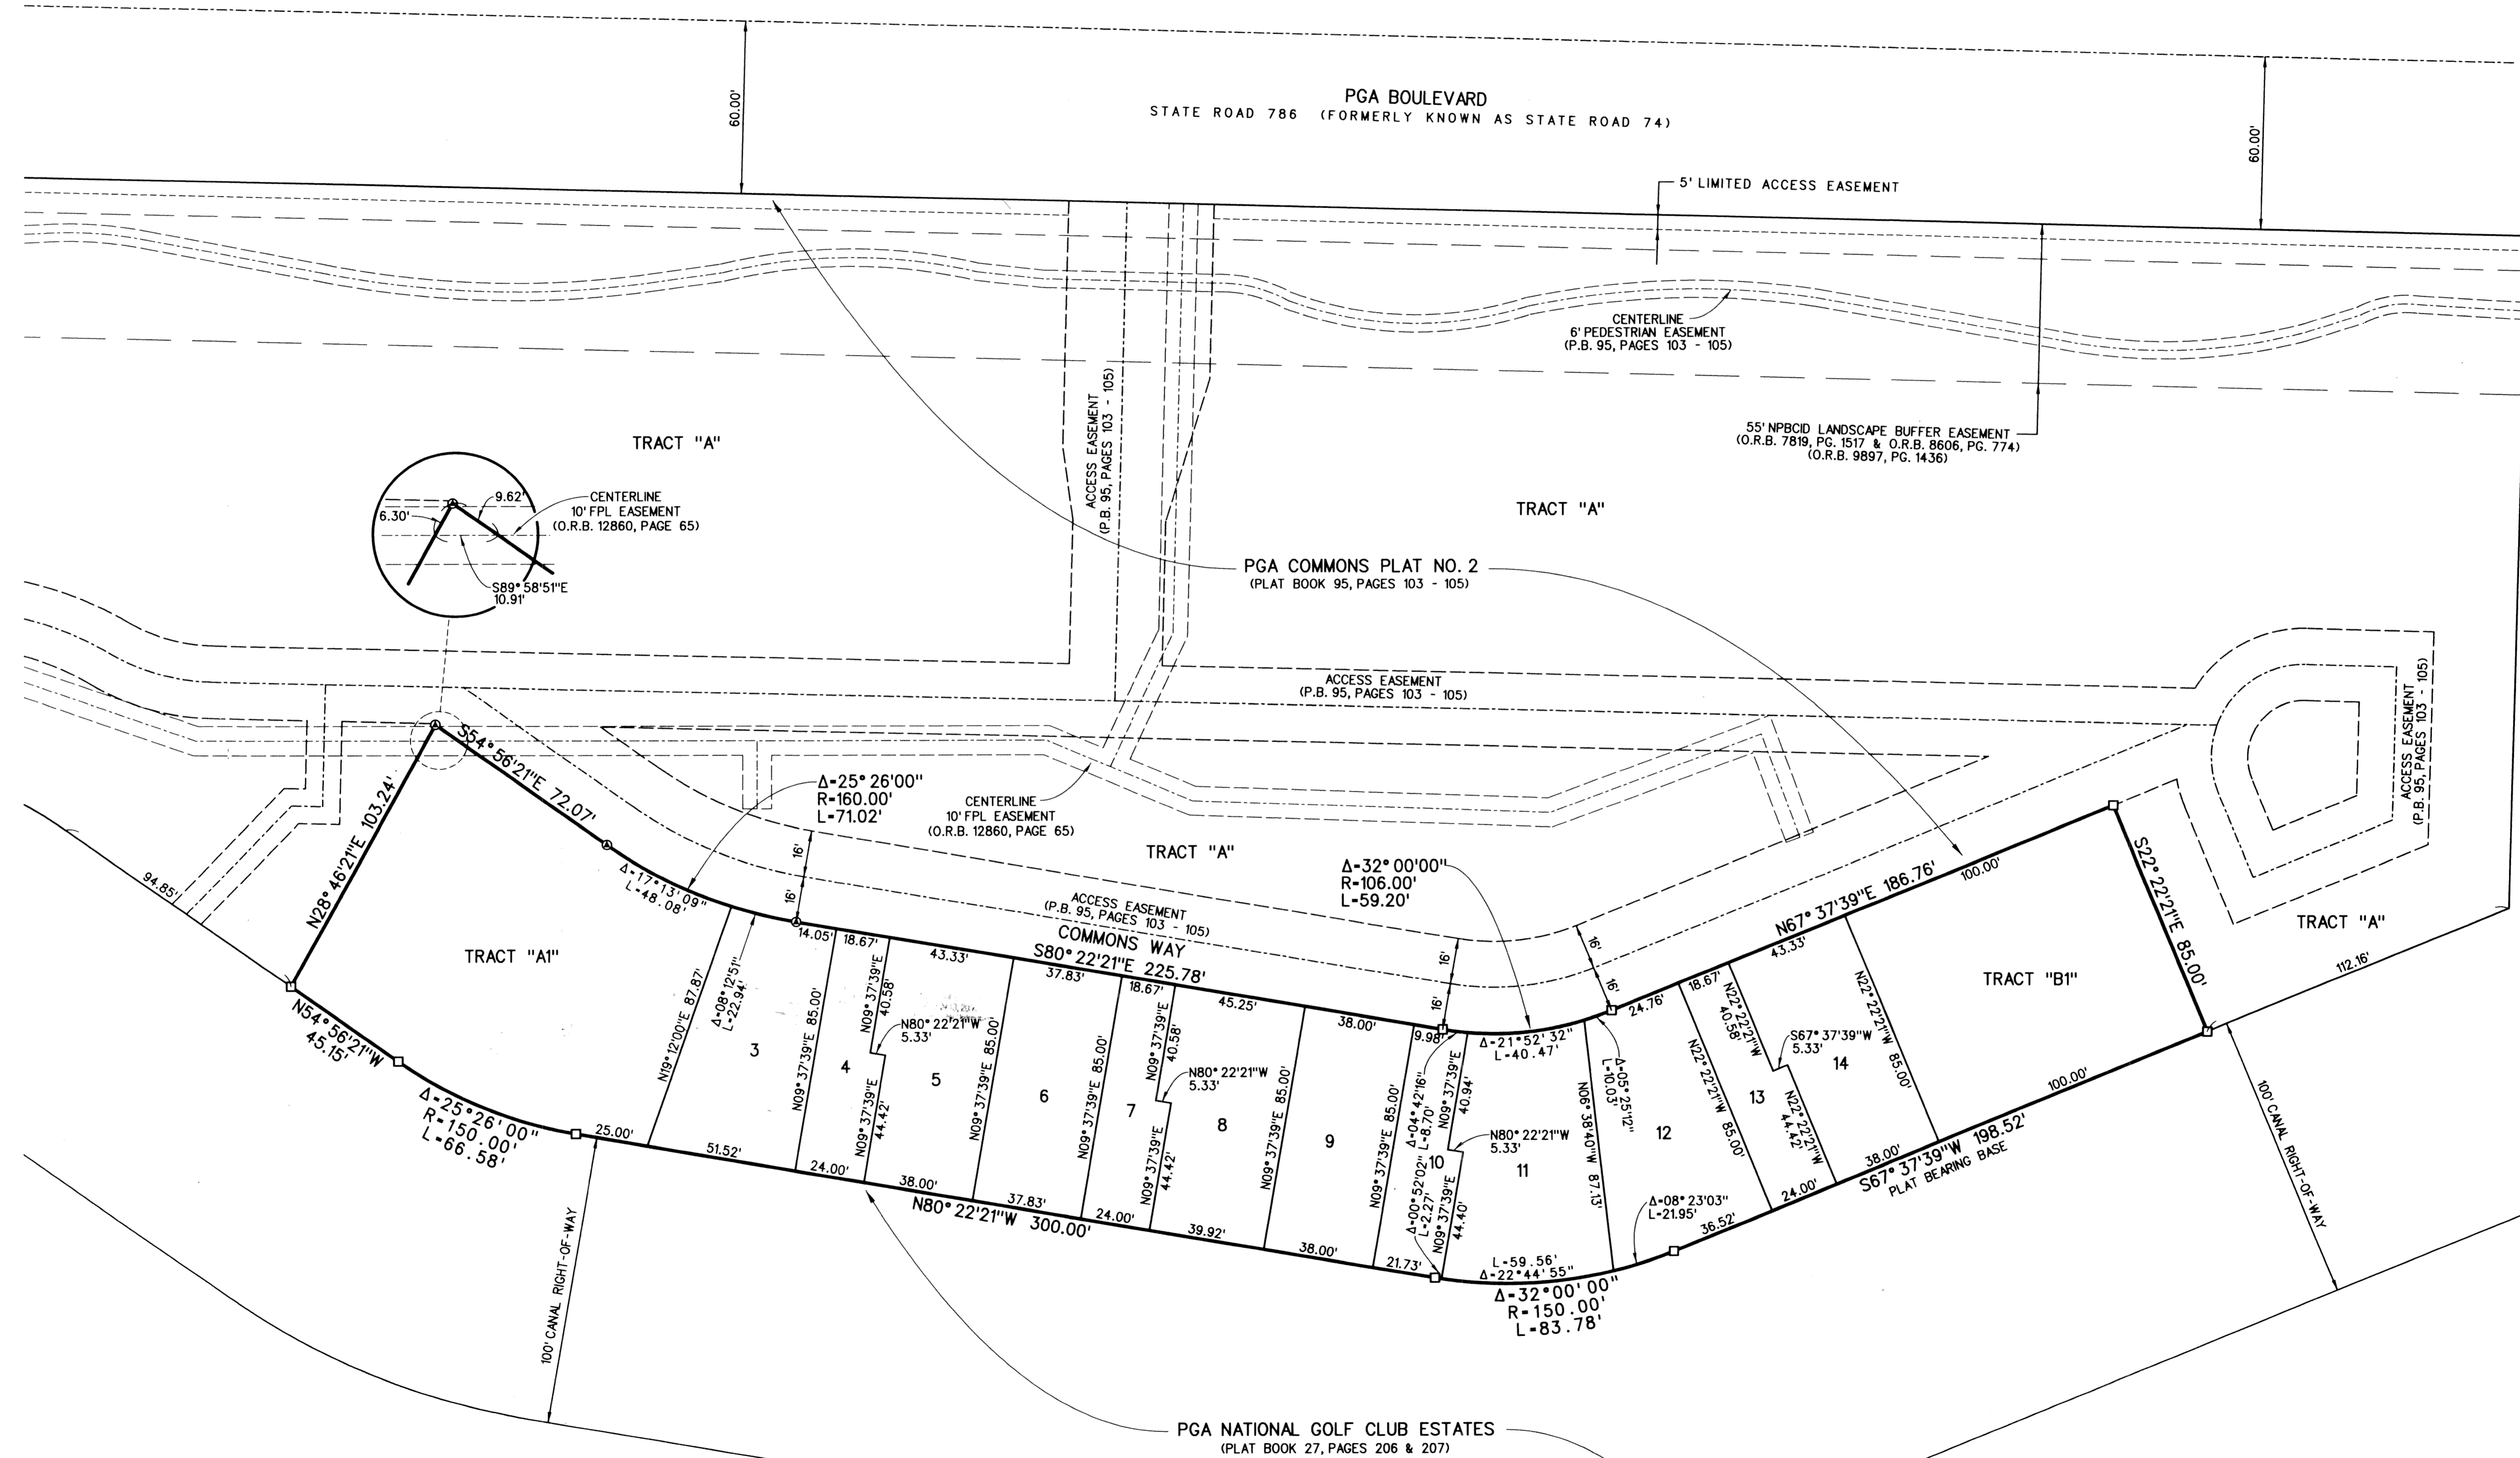 60.00'
PGA BOULEVARD
STATE ROAD 786 (FORMERLY KNOWN AS STATE ROAD 74)
60.00'
5' LIMITED ACCESS EASEMENT
CENTERLINE
6' PEDESTRIAN EASEMENT
(P.B. 95, PAGES 103 - 105)
ACCESS EASEMENT
(P.B. 95, PAGES 103 - 105)
55' NPBCID LANDSCAPE BUFFER EASEMENT
(O.R.B. 7819, PG. 1517 & O.R.B. 8606, PG. 774)
(O.R.B. 9897, PG. 1436)
TRACT "A"
TRACT "A"
9.62'
6.30'
CENTERLINE
10' FPL EASEMENT
(O.R.B. 12860, PAGE 65)
S89°58'51"E
10.91'
PGA COMMONS PLAT NO. 2
(PLAT BOOK 95, PAGES 103 - 105)
ACCESS EASEMENT
(P.B. 95, PAGES 103 - 105)
ACCESS EASEMENT
(P.B. 95, PAGES 103 - 105)
S54°56'21"E 72.07'
N28°46'21"E 103.24'
94.85'
Δ=25°26'00"
R=160.00'
L=71.02'
CENTERLINE
10' FPL EASEMENT
(O.R.B. 12860, PAGE 65)
TRACT "A"
16'
16'
Δ=17°13'09"
L=48.08'
Δ=32°00'00"
R=106.00'
L=59.20'
N67°37'39"E 186.76'
100.00'
S22°22'21"E 85.00'
TRACT "A"
112.16'
ACCESS EASEMENT
(P.B. 95, PAGES 103 - 105)
COMMONS WAY
S80°22'21"E 225.78'
TRACT "A1"
N19°12'00"E 87.87'
Δ=08°12'51"
L=22.94'
14.05'
18.67'
43.33'
37.83'
18.67'
45.25'
38.00'
9.98'
16'
16'
16'
16'
Δ=21°52'32"
L=40.47'
24.76'
18.67'
43.33'
TRACT "B1"
3
N09°37'39"E 85.00'
4
N09°37'39"E
40.58'
N80°22'21"W
5.33'
N09°37'39"E
44.42'
5
N09°37'39"E 85.00'
6
N09°37'39"E 85.00'
7
N09°37'39"E
40.58'
N80°22'21"W
5.33'
N09°37'39"E
44.42'
8
N09°37'39"E 85.00'
9
N09°37'39"E 85.00'
Δ=04°42'16"
L=8.70'
N09°37'39"E
40.94'
10
N80°22'21"W
5.33'
Δ=00°52'02"
L=2.27'
N09°37'39"E
44.40'
11
N06°38'40"W 87.13'
Δ=05°25'12"
L=10.03'
12
N22°22'21"W 85.00'
13
N22°22'21"W
40.58'
S67°37'39"W
5.33'
N22°22'21"W
44.42'
14
N22°22'21"W 85.00'
N54°56'21"W
45.15'
Δ=25°26'00"
R=150.00'
L=66.58'
25.00'
51.52'
24.00'
38.00'
37.83'
24.00'
39.92'
38.00'
21.73'
N80°22'21"W 300.00'
L=59.56'
Δ=22°44'55"
Δ=32°00'00"
R=150.00'
L=83.78'
Δ=08°23'03"
L=21.95'
36.52'
24.00'
38.00'
100.00'
S67°37'39"W 198.52'
PLAT BEARING BASE
100' CANAL RIGHT-OF-WAY
100' CANAL RIGHT-OF-WAY
PGA NATIONAL GOLF CLUB ESTATES
(PLAT BOOK 27, PAGES 206 & 207)